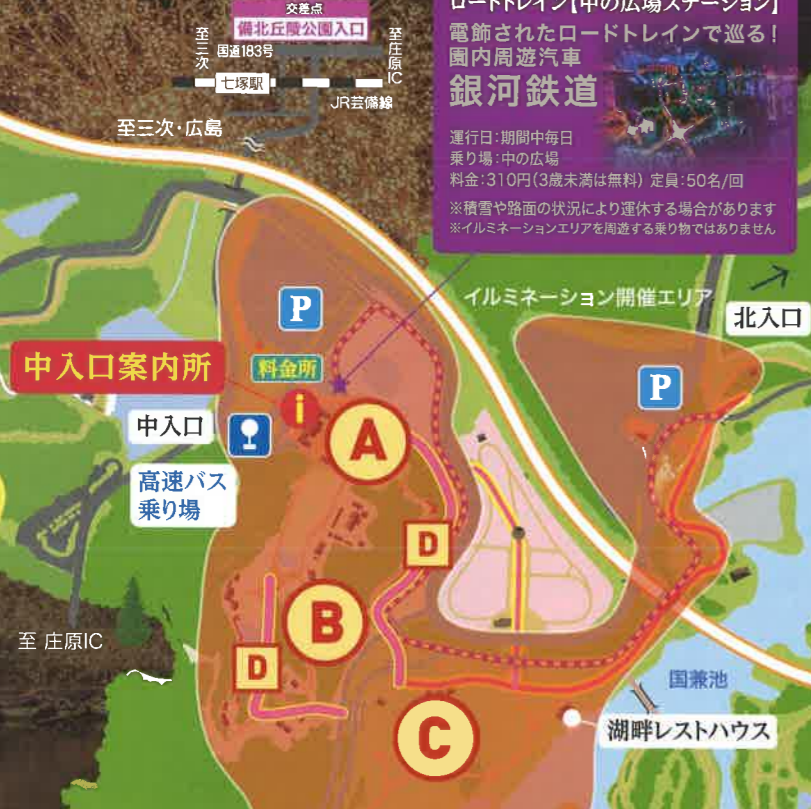 交差点
備北丘陵公園入口
至三次
国道183号
至庄原IC
七塚駅
JR芸備線
至三次・広島
ロードトレイン【中の広場ステーション】
電飾されたロードトレインで巡る！
園内周遊汽車
銀河鉄道
運行日：期間中毎日
乗り場：中の広場
料金：310円（3歳未満は無料） 定員：50名/回
※積雪や路面の状況により運休する場合があります
※イルミネーションエリアを周遊する乗り物ではありません
イルミネーション開催エリア
北入口
P
P
中入口案内所
料金所
i
中入口
A
高速バス
乗り場
D
B
D
至 庄原IC
国兼池
湖畔レストハウス
C